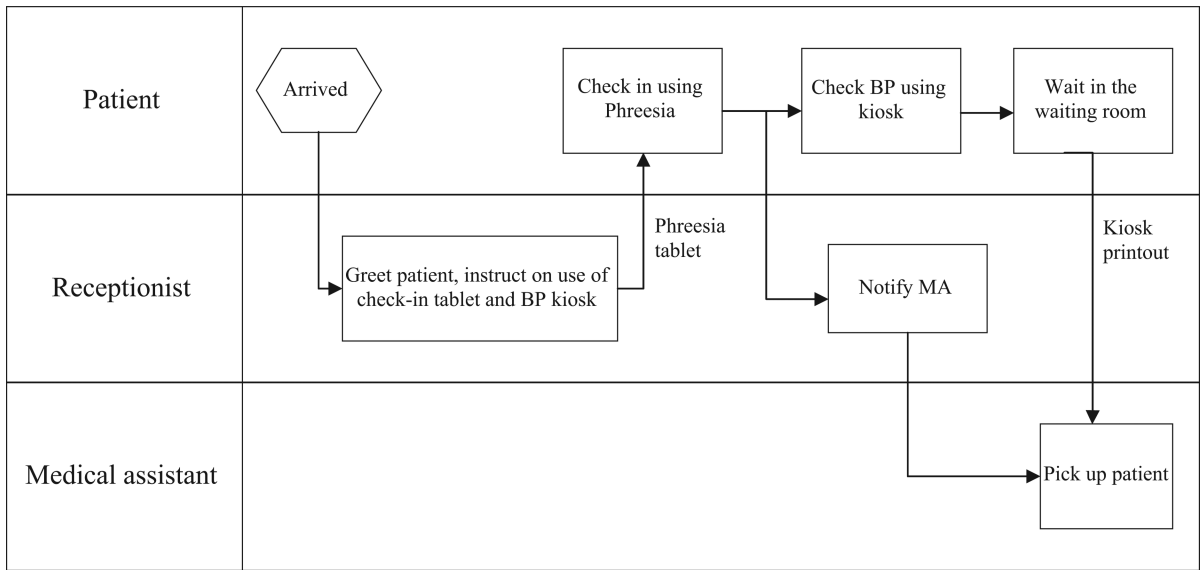 Patient
Arrived
Check in using
Phreesia
Check BP using
kiosk
Wait in the
waiting room
Receptionist
Greet patient, instruct on use of
check-in tablet and BP kiosk
Phreesia
tablet
Notify MA
Kiosk
printout
Medical assistant
Pick up patient